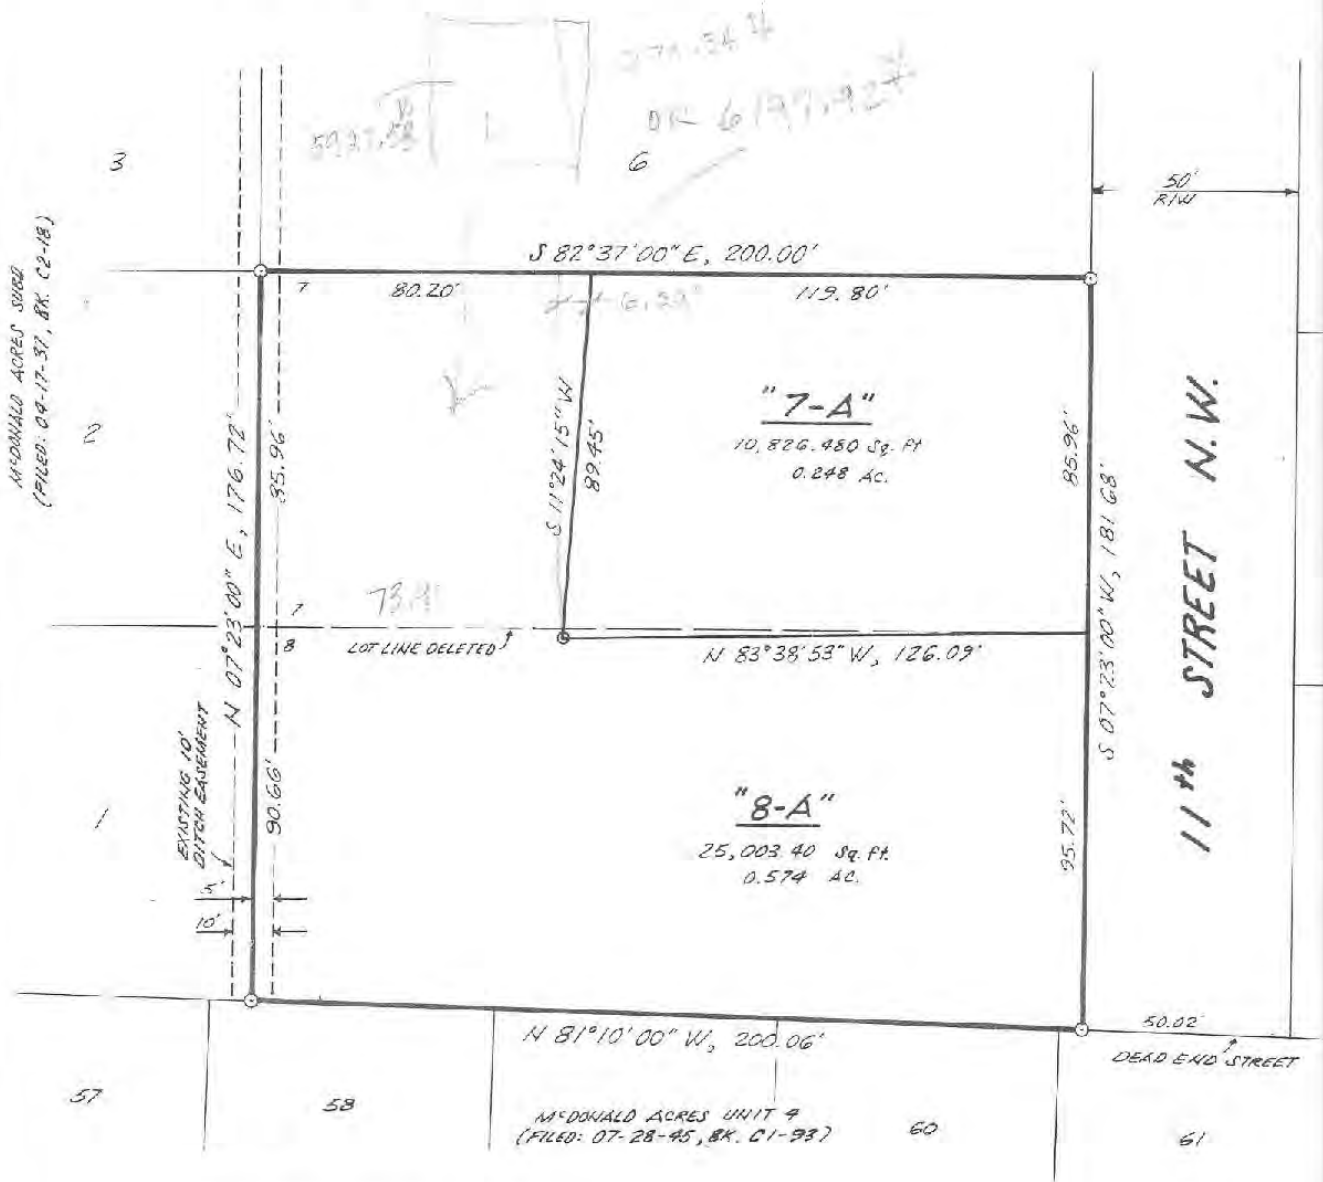 3
6
50'
R/W
S 82°37'00" E, 200.00'
7
80.20'
6.29'
119.80'
McDONALD ACRES SUBD.
(FILED: 04-17-37, BK. C2-18)
2
N 07°23'00" E, 176.72'
85.96'
S 11°24'15" W
89.45'
"7-A"
10,826.480 Sq. Ft
0.248 Ac.
85.96'
S 07°23'00" W, 181.68'
11th STREET N.W.
7
8
LOT LINE DELETED
N 83°38'53" W, 126.09'
1
EXISTING 10'
DITCH EASEMENT
90.66'
"8-A"
25,003.40 Sq. Ft.
0.574 AC.
95.72'
5'
10'
N 81°10'00" W, 200.06'
50.02'
DEAD END STREET
57
58
McDONALD ACRES UNIT 4
(FILED: 07-28-45, BK. C1-93)
60
61